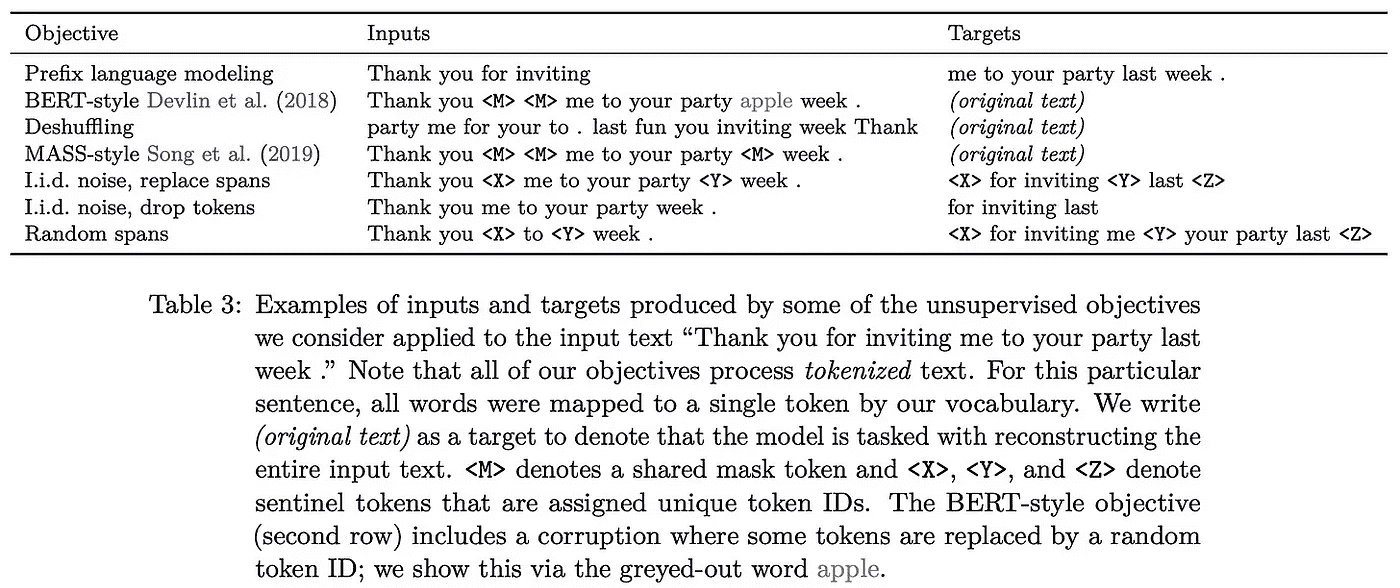 Objective Inputs Targets
Prefix language modeling Thank you for inviting me to your party last week .
BERT-style Devlin et al. (2018) Thank you <M> <M> me to your party apple week . (original text)
Deshuffling party me for your to . last fun you inviting week Thank (original text)
MASS-style Song et al. (2019) Thank you <M> <M> me to your party <M> week . (original text)
I.i.d. noise, replace spans Thank you <X> me to your party <Y> week . <X> for inviting <Y> last <Z>
I.i.d. noise, drop tokens Thank you me to your party week . for inviting last
Random spans Thank you <X> to <Y> week . <X> for inviting me <Y> your party last <Z>
Table 3: Examples of inputs and targets produced by some of the unsupervised objectives
we consider applied to the input text “Thank you for inviting me to your party last
week .” Note that all of our objectives process tokenized text. For this particular
sentence, all words were mapped to a single token by our vocabulary. We write
(original text) as a target to denote that the model is tasked with reconstructing the
entire input text. <M> denotes a shared mask token and <X>, <Y>, and <Z> denote
sentinel tokens that are assigned unique token IDs. The BERT-style objective
(second row) includes a corruption where some tokens are replaced by a random
token ID; we show this via the greyed-out word apple.